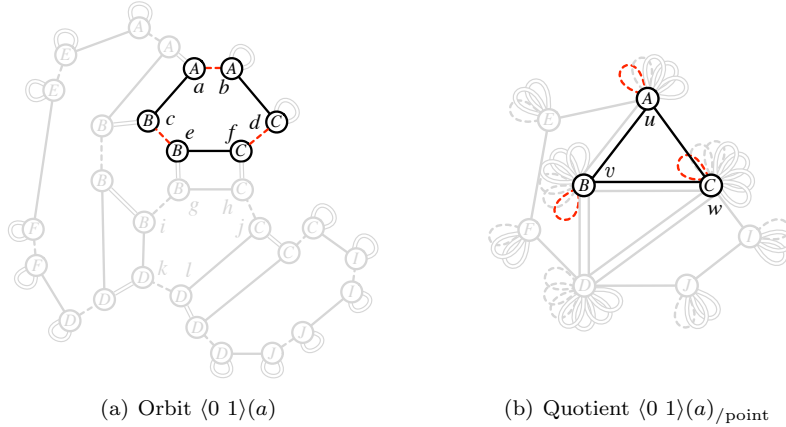 A
E A A A
a b
E
B B c d C
e f
B B C
B B C
g h
F B i j C C
F D k l C I
D D D I
D D D J J
A
E u
B v C
w
F I
D J
(a) Orbit ⟨0 1⟩(a)
(b) Quotient ⟨0 1⟩(a)/point